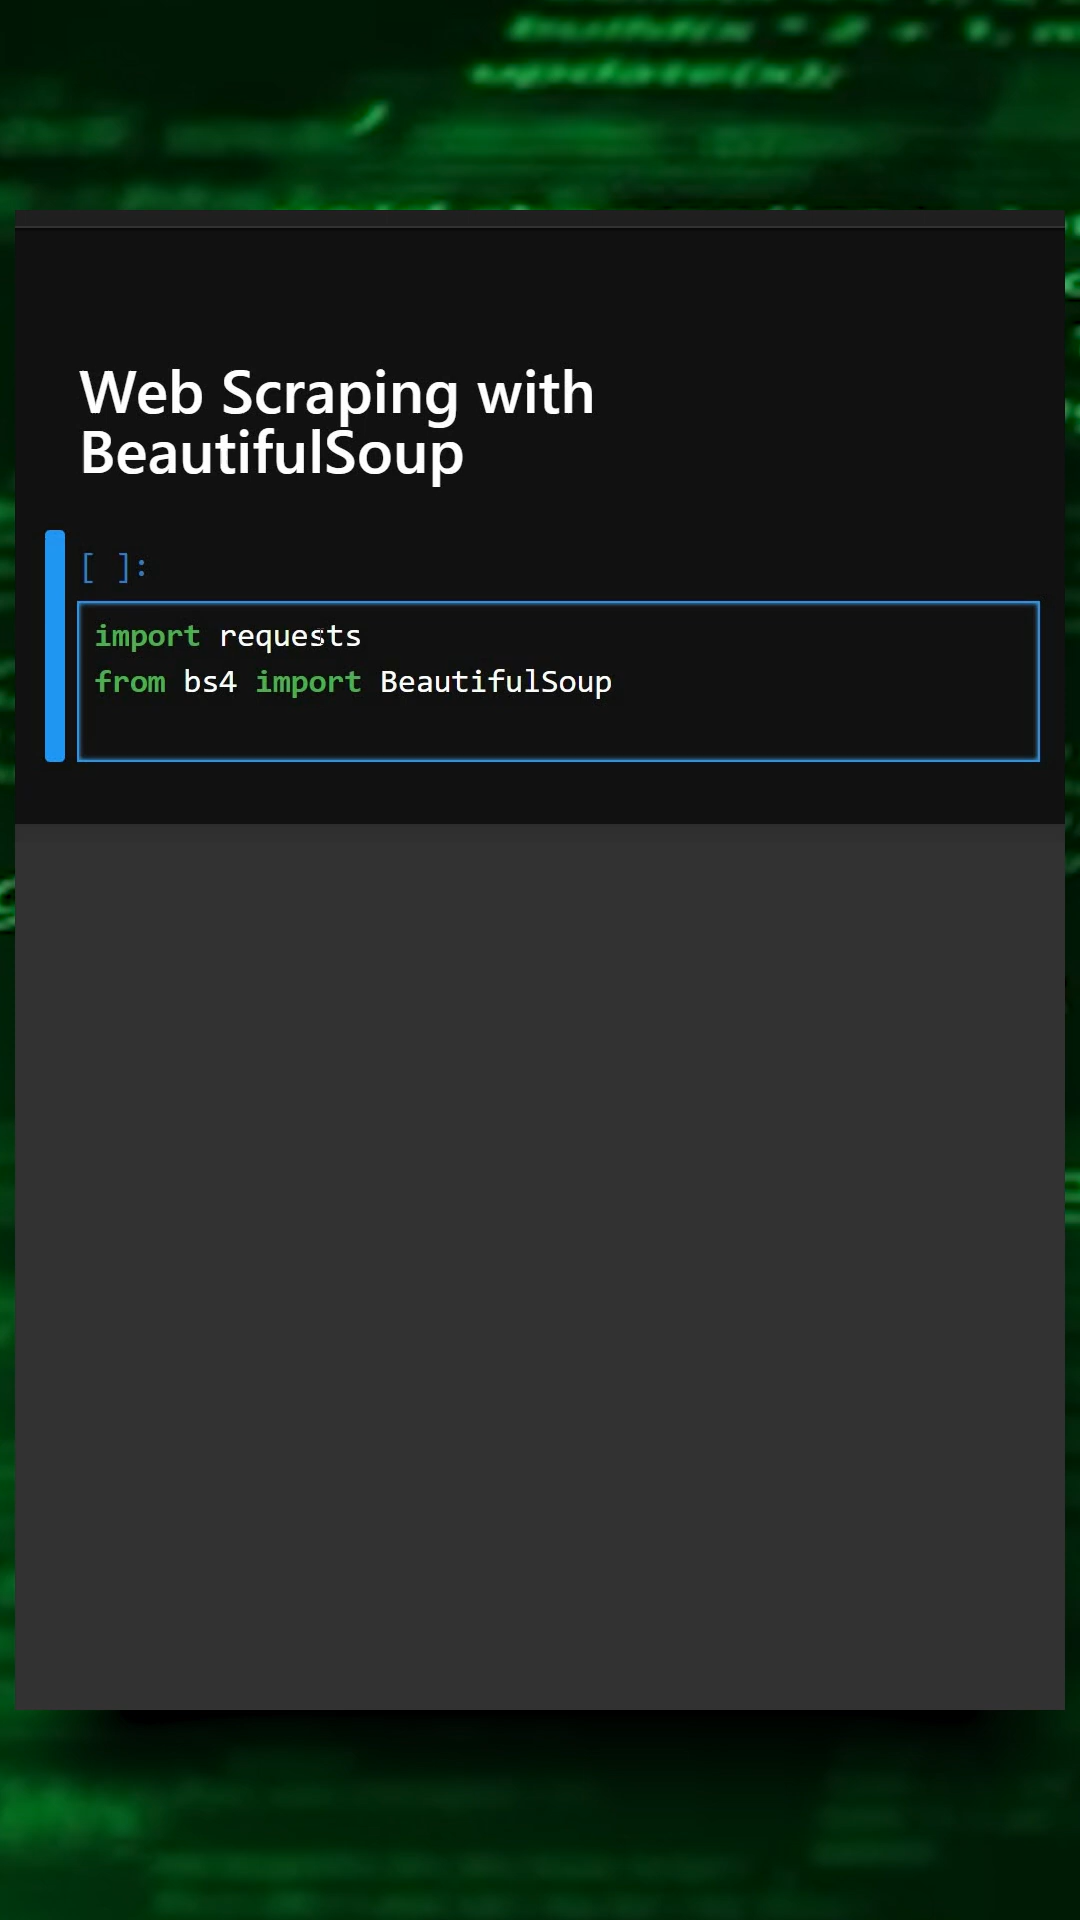 Web Scraping with
BeautifulSoup
[ ]:
import requests
from bs4 import BeautifulSoup